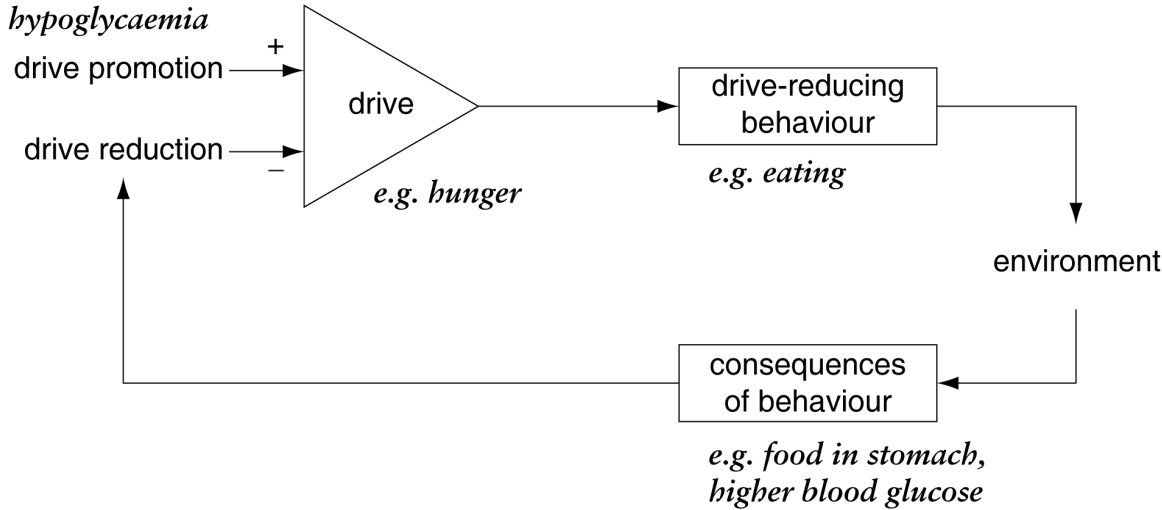 hypoglycaemia
drive promotion
+
drive reduction
−
drive
e.g. hunger
drive-reducing
behaviour
e.g. eating
environment
consequences
of behaviour
e.g. food in stomach,
higher blood glucose